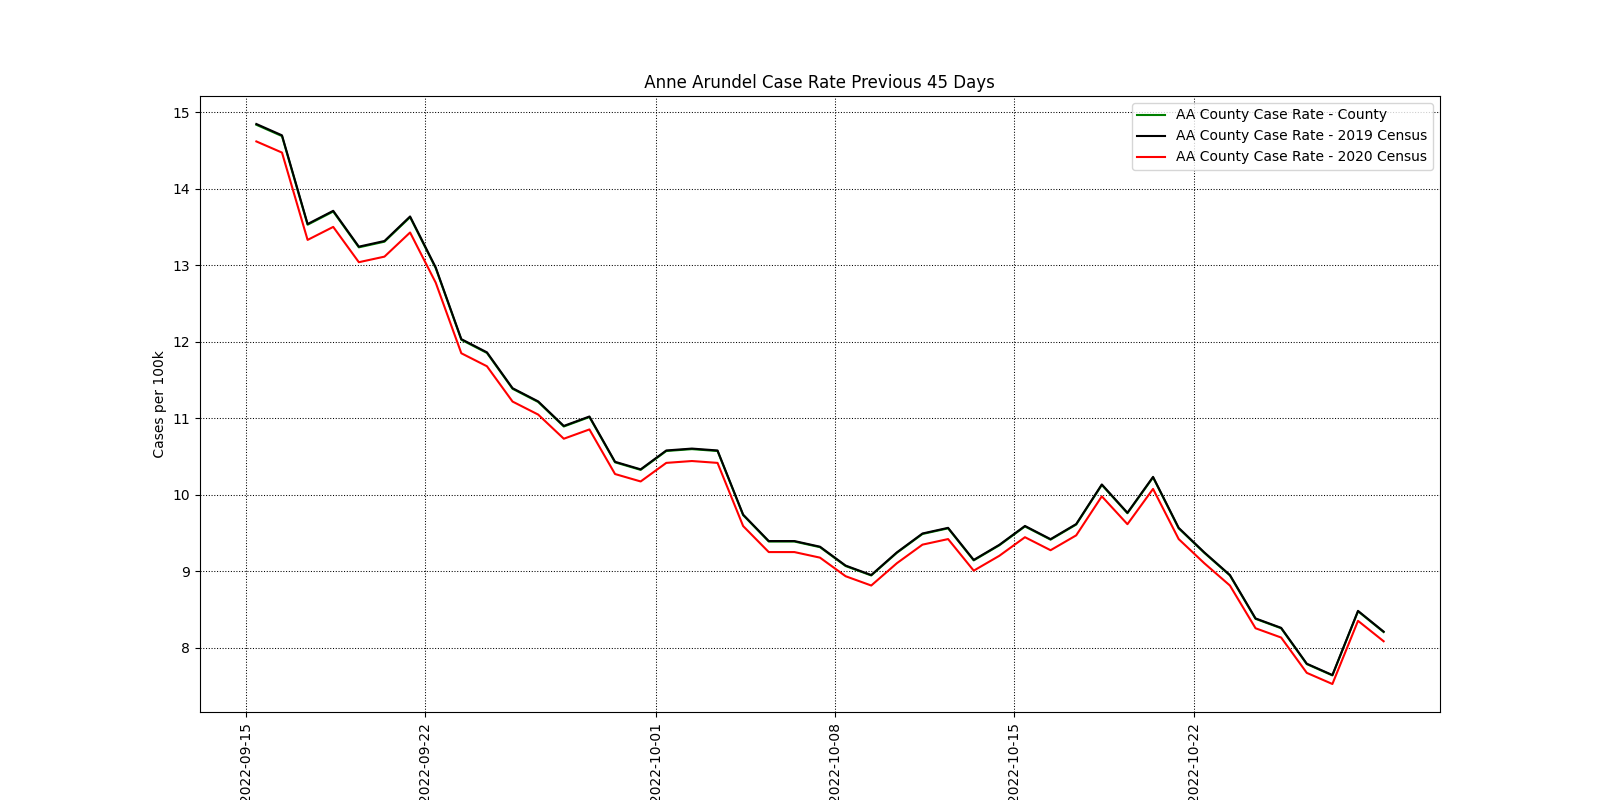 Anne Arundel Case Rate Previous 45 Days
AA County Case Rate - County
AA County Case Rate - 2019 Census
AA County Case Rate - 2020 Census
Cases per 100k
15
14
13
12
11
10
9
8
2022-09-15
2022-09-22
2022-10-01
2022-10-08
2022-10-15
2022-10-22